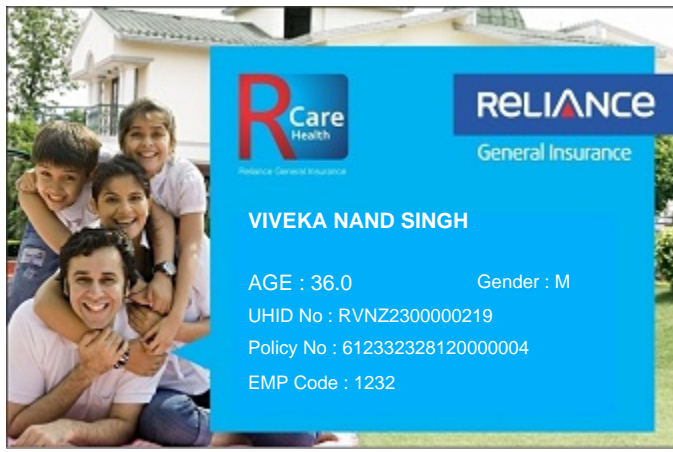 R Care
Health
Reliance General Insurance
RELIANCE
General Insurance
VIVEKA NAND SINGH
AGE : 36.0 Gender : M
UHID No : RVNZ2300000219
Policy No : 612332328120000004
EMP Code : 1232